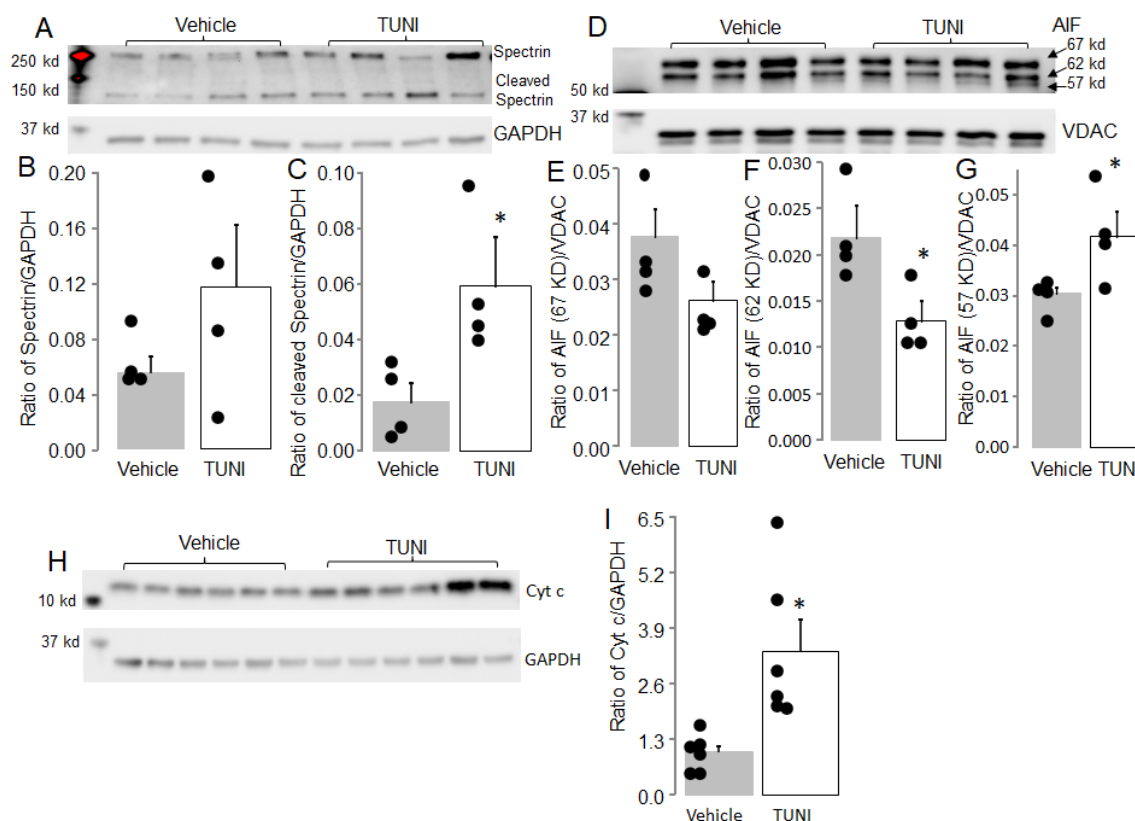 A
Vehicle
TUNI
250 kd
150 kd
37 kd
Spectrin
Cleaved
Spectrin
GAPDH
D
Vehicle
TUNI
AIF
67 kd
62 kd
57 kd
50 kd
37 kd
VDAC
B
Ratio of Spectrin/GAPDH
0.20
0.16
0.12
0.08
0.04
0.00
Vehicle
TUNI
C
Ratio of cleaved Spectrin/GAPDH
0.10
0.08
0.06
0.04
0.02
0.00
*
Vehicle
TUNI
E
Ratio of AIF (67 KD)/VDAC
0.05
0.04
0.03
0.02
0.01
0.00
Vehicle
TUNI
F
Ratio of AIF (62 KD)/VDAC
0.030
0.025
0.020
0.015
0.010
0.005
0.000
*
Vehicle
TUNI
G
Ratio of AIF (57 KD)/VDAC
0.05
0.04
0.03
0.02
0.01
0.00
*
Vehicle
TUNI
H
Vehicle
TUNI
10 kd
37 kd
Cyt c
GAPDH
I
Ratio of Cyt c/GAPDH
6.5
5.2
3.9
2.6
1.3
0.0
*
Vehicle
TUNI